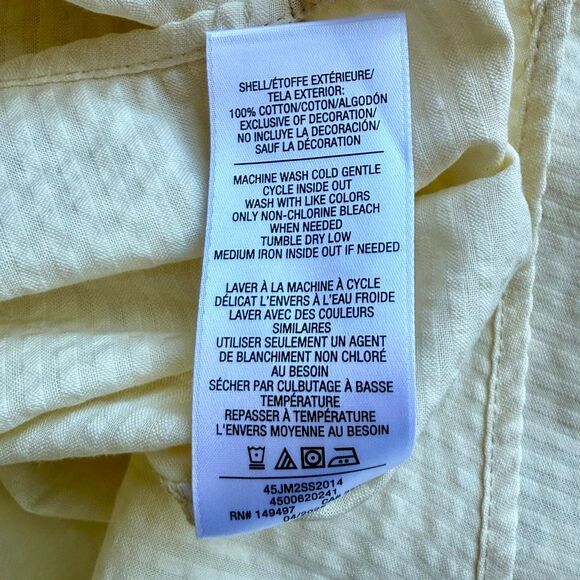 SHELL/ÉTOFFE EXTÉRIEURE/
TELA EXTERIOR:
100% COTTON/COTON/ALGODÓN
EXCLUSIVE OF DECORATION/
NO INCLUYE LA DECORACIÓN/
SAUF LA DÉCORATION
MACHINE WASH COLD GENTLE
CYCLE INSIDE OUT
WASH WITH LIKE COLORS
ONLY NON-CHLORINE BLEACH
WHEN NEEDED
TUMBLE DRY LOW
MEDIUM IRON INSIDE OUT IF NEEDED
LAVER À LA MACHINE À CYCLE
DÉLICAT L'ENVERS À L'EAU FROIDE
LAVER AVEC DES COULEURS
SIMILAIRES
UTILISER SEULEMENT UN AGENT
DE BLANCHIMENT NON CHLORÉ
AU BESOIN
SÉCHER PAR CULBUTAGE À BASSE
TEMPÉRATURE
REPASSER À TEMPÉRATURE
L'ENVERS MOYENNE AU BESOIN
45JM2SS2014
4500620241
RN# 149497